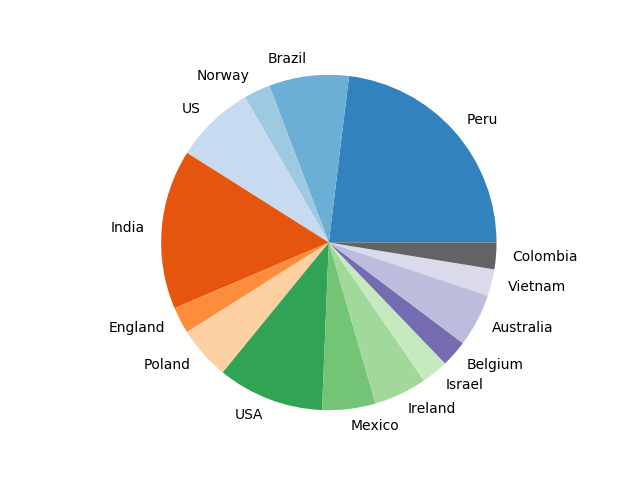 Brazil
Norway
US
Peru
India
Colombia
Vietnam
England
Australia
Poland
Belgium
Israel
USA
Ireland
Mexico